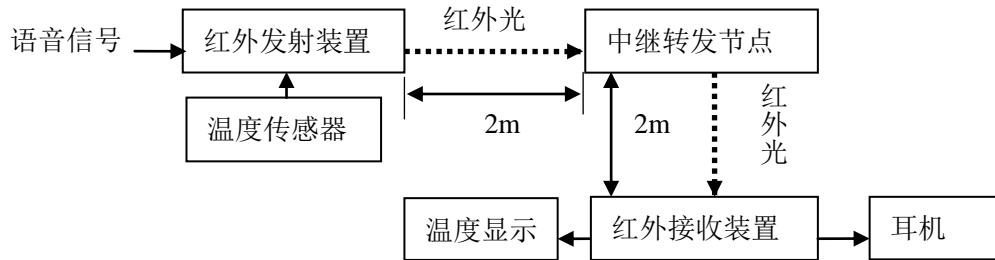 红外光
语音信号
红外发射装置
中继转发节点
温度传感器
2m
2m
红外光
温度显示
红外接收装置
耳机